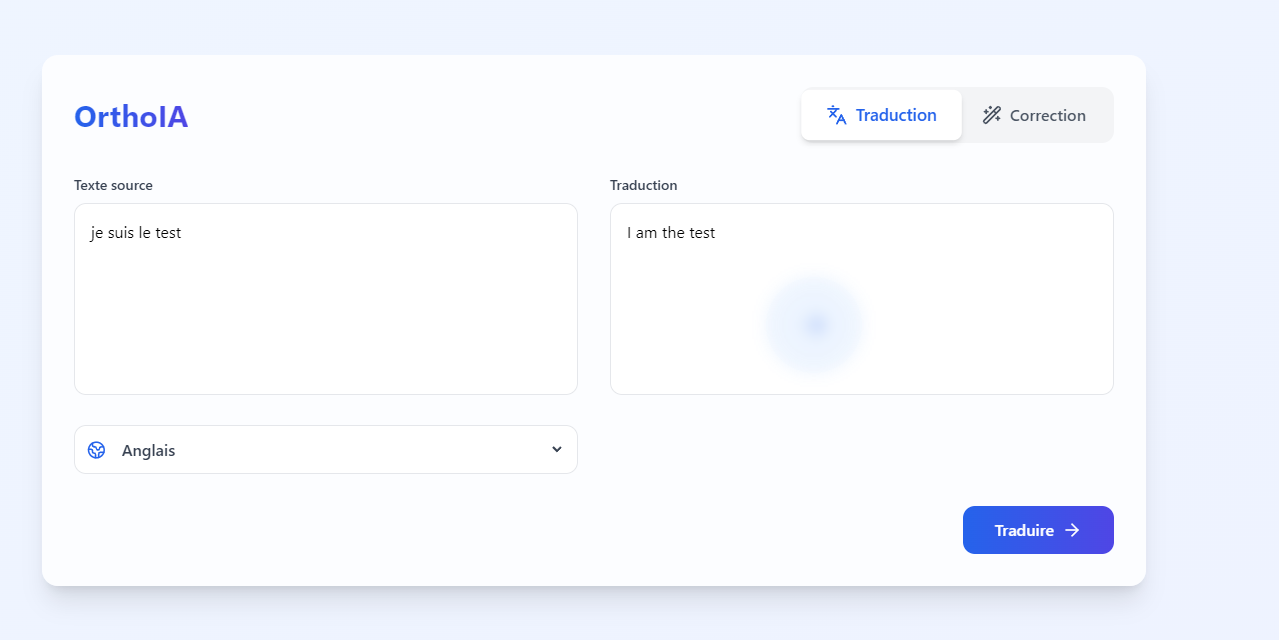 OrthoIA
Traduction
Correction
Texte source
Traduction
je suis le test
I am the test
Anglais
Traduire